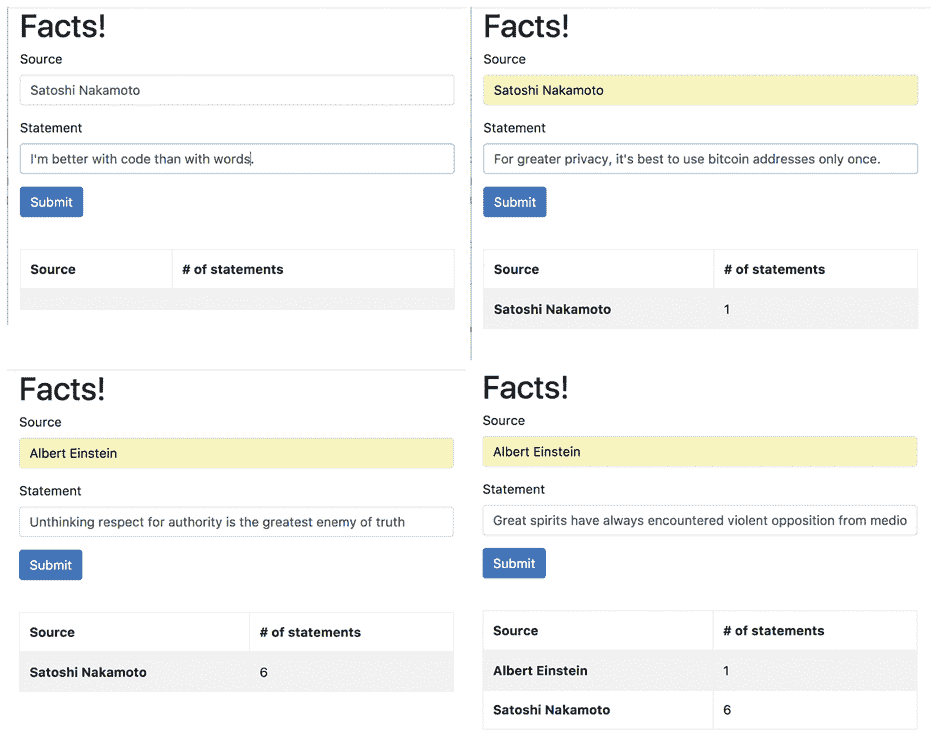 Facts!
Source
Satoshi Nakamoto
Statement
I'm better with code than with words.
Submit
Source # of statements
Facts!
Source
Satoshi Nakamoto
Statement
For greater privacy, it's best to use bitcoin addresses only once.
Submit
Source # of statements
Satoshi Nakamoto 1
Facts!
Source
Albert Einstein
Statement
Unthinking respect for authority is the greatest enemy of truth
Submit
Source # of statements
Satoshi Nakamoto 6
Facts!
Source
Albert Einstein
Statement
Great spirits have always encountered violent opposition from medio
Submit
Source # of statements
Albert Einstein 1
Satoshi Nakamoto 6